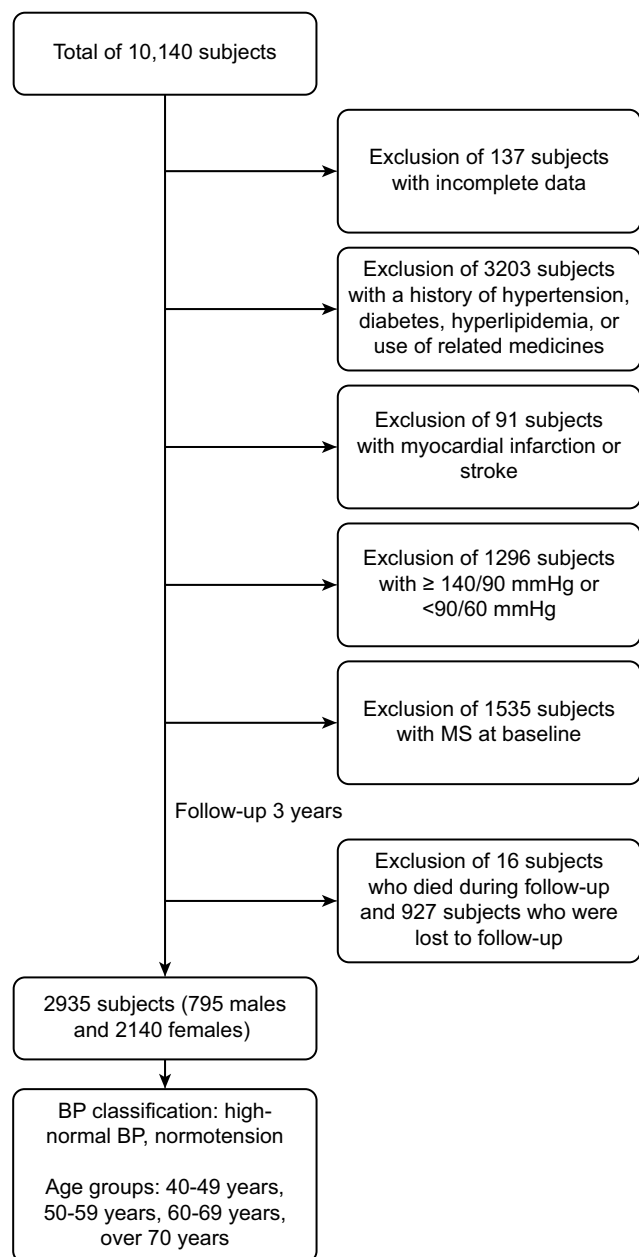 Total of 10,140 subjects
Exclusion of 137 subjects
with incomplete data
Exclusion of 3203 subjects
with a history of hypertension,
diabetes, hyperlipidemia, or
use of related medicines
Exclusion of 91 subjects
with myocardial infarction or
stroke
Exclusion of 1296 subjects
with ≥ 140/90 mmHg or
<90/60 mmHg
Exclusion of 1535 subjects
with MS at baseline
Follow-up 3 years
Exclusion of 16 subjects
who died during follow-up
and 927 subjects who were
lost to follow-up
2935 subjects (795 males
and 2140 females)
BP classification: high-
normal BP, normotension
Age groups: 40-49 years,
50-59 years, 60-69 years,
over 70 years